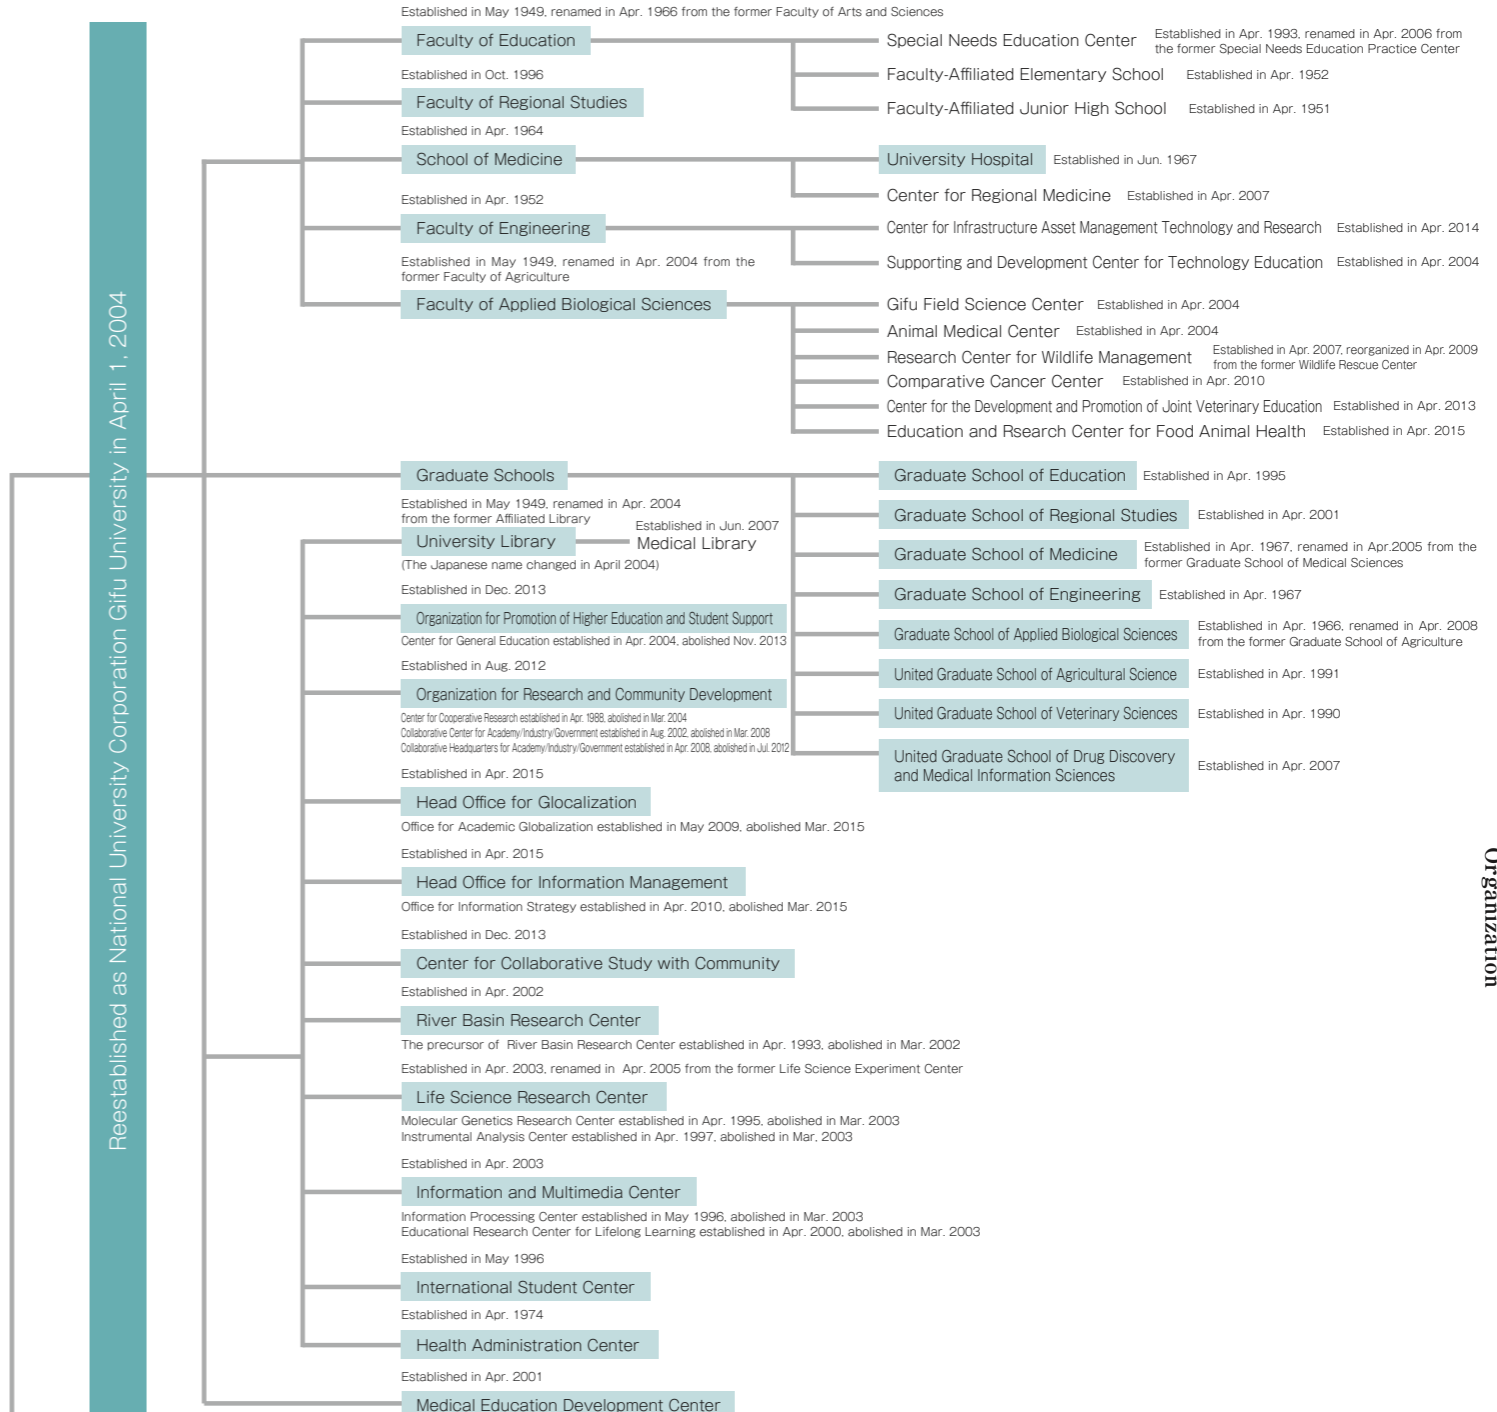 Reestablished as National University Corporation Gifu University in April 1, 2004
Established in May 1949, renamed in Apr. 1966 from the former Faculty of Arts and Sciences
Faculty of Education
Special Needs Education Center
Established in Apr. 1993, renamed in Apr. 2006 from
the former Special Needs Education Practice Center
Faculty-Affiliated Elementary School
Established in Apr. 1952
Faculty-Affiliated Junior High School
Established in Apr. 1951
Established in Oct. 1996
Faculty of Regional Studies
Established in Apr. 1964
School of Medicine
University Hospital
Established in Jun. 1967
Center for Regional Medicine
Established in Apr. 2007
Established in Apr. 1952
Faculty of Engineering
Center for Infrastructure Asset Management Technology and Research
Established in Apr. 2014
Supporting and Development Center for Technology Education
Established in Apr. 2004
Established in May 1949, renamed in Apr. 2004 from the
former Faculty of Agriculture
Faculty of Applied Biological Sciences
Gifu Field Science Center
Established in Apr. 2004
Animal Medical Center
Established in Apr. 2004
Research Center for Wildlife Management
Established in Apr. 2007, reorganized in Apr. 2009
from the former Wildlife Rescue Center
Comparative Cancer Center
Established in Apr. 2010
Center for the Development and Promotion of Joint Veterinary Education
Established in Apr. 2013
Education and Rsearch Center for Food Animal Health
Established in Apr. 2015
Graduate Schools
Graduate School of Education
Established in Apr. 1995
Graduate School of Regional Studies
Established in Apr. 2001
Graduate School of Medicine
Established in Apr. 1967, renamed in Apr.2005 from the
former Graduate School of Medical Sciences
Graduate School of Engineering
Established in Apr. 1967
Graduate School of Applied Biological Sciences
Established in Apr. 1966, renamed in Apr. 2008
from the former Graduate School of Agriculture
United Graduate School of Agricultural Science
Established in Apr. 1991
United Graduate School of Veterinary Sciences
Established in Apr. 1990
United Graduate School of Drug Discovery
and Medical Information Sciences
Established in Apr. 2007
Established in May 1949, renamed in Apr. 2004
from the former Affiliated Library
University Library
(The Japanese name changed in April 2004)
Established in Jun. 2007
Medical Library
Established in Dec. 2013
Organization for Promotion of Higher Education and Student Support
Center for General Education established in Apr. 2004, abolished Nov. 2013
Established in Aug. 2012
Organization for Research and Community Development
Center for Cooperative Research established in Apr. 1988, abolished in Mar. 2004
Collaborative Center for Academy/Industry/Government established in Aug. 2002, abolished in Mar. 2008
Collaborative Headquarters for Academy/Industry/Government established in Apr. 2008, abolished in Jul. 2012
Established in Apr. 2015
Head Office for Glocalization
Office for Academic Globalization established in May 2009, abolished Mar. 2015
Established in Apr. 2015
Head Office for Information Management
Office for Information Strategy established in Apr. 2010, abolished Mar. 2015
Established in Dec. 2013
Center for Collaborative Study with Community
Established in Apr. 2002
River Basin Research Center
The precursor of River Basin Research Center established in Apr. 1993, abolished in Mar. 2002
Established in Apr. 2003, renamed in Apr. 2005 from the former Life Science Experiment Center
Life Science Research Center
Molecular Genetics Research Center established in Apr. 1995, abolished in Mar. 2003
Instrumental Analysis Center established in Apr. 1997, abolished in Mar, 2003
Established in Apr. 2003
Information and Multimedia Center
Information Processing Center established in May 1996, abolished in Mar. 2003
Educational Research Center for Lifelong Learning established in Apr. 2000, abolished in Mar. 2003
Established in May 1996
International Student Center
Established in Apr. 1974
Health Administration Center
Established in Apr. 2001
Medical Education Development Center
Organization